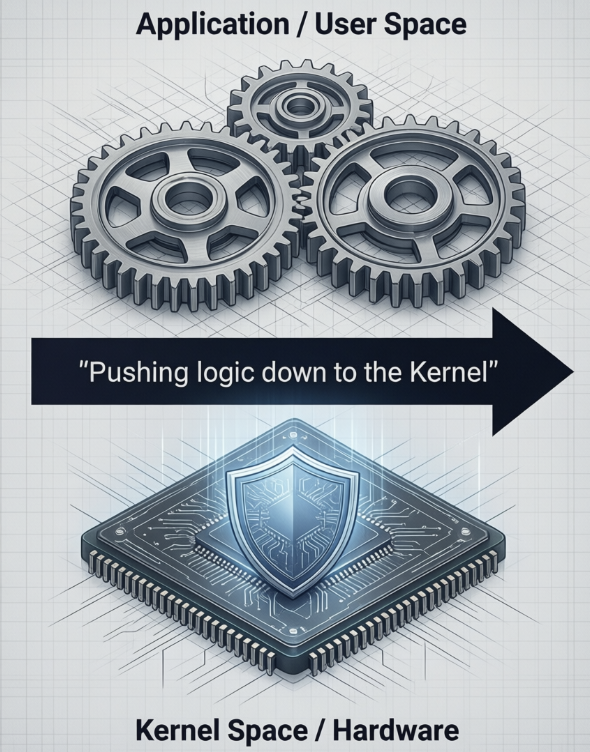 Application / User Space
"Pushing logic down to the Kernel"
Kernel Space / Hardware